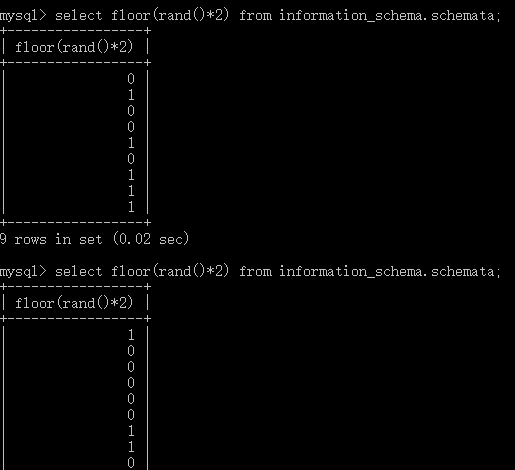 mysql> select floor(rand()*2) from information_schema.schemata;
+-----------------+
| floor(rand()*2) |
+-----------------+
|               0 |
|               1 |
|               0 |
|               0 |
|               1 |
|               0 |
|               1 |
|               1 |
|               1 |
+-----------------+
9 rows in set (0.02 sec)
mysql> select floor(rand()*2) from information_schema.schemata;
+-----------------+
| floor(rand()*2) |
+-----------------+
|               1 |
|               0 |
|               0 |
|               0 |
|               0 |
|               0 |
|               1 |
|               1 |
|               0 |